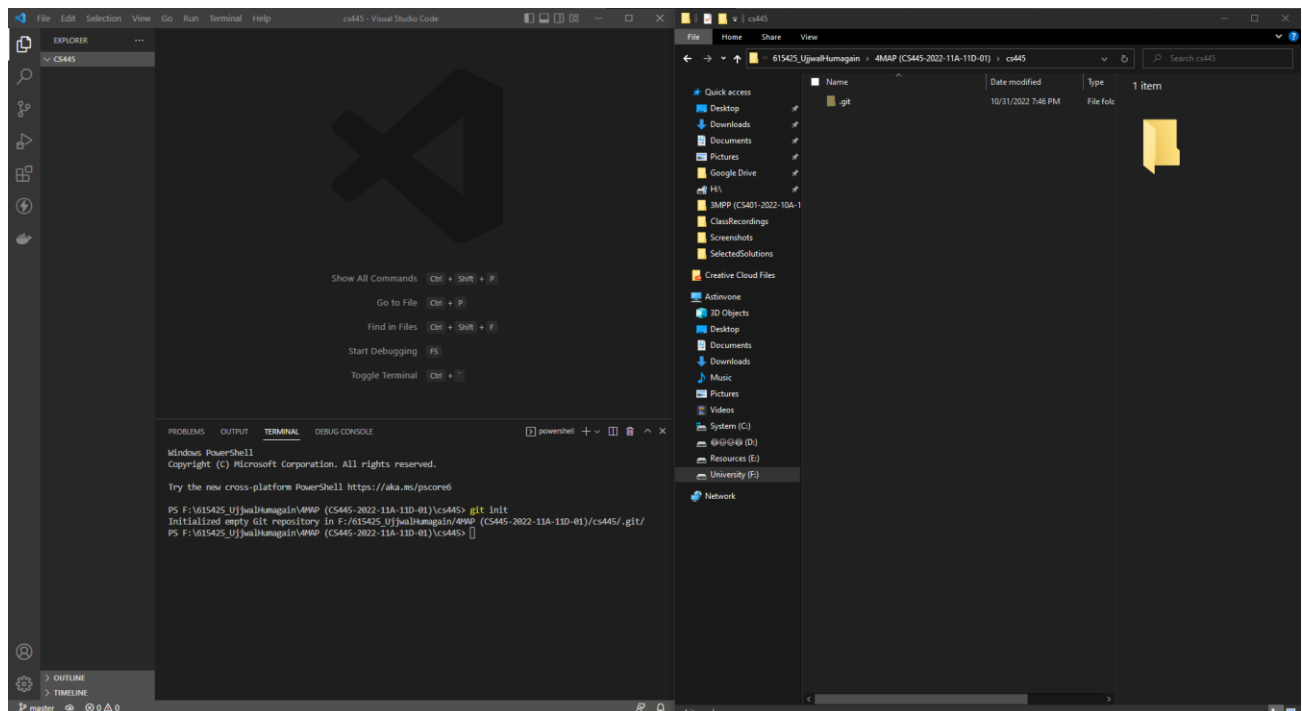 File Edit Selection View Go Run Terminal Help
cs445 - Visual Studio Code
EXPLORER
CS445
Show All Commands Ctrl + Shift + P
Go to File Ctrl + P
Find in Files Ctrl + Shift + F
Start Debugging F5
Toggle Terminal Ctrl + `
PROBLEMS OUTPUT TERMINAL DEBUG CONSOLE
powershell
Windows PowerShell
Copyright (C) Microsoft Corporation. All rights reserved.
Try the new cross-platform PowerShell https://aka.ms/pscore6
PS F:\615425_UjjwalHumagain\4MAP (CS445-2022-11A-11D-01)\cs445> git init
Initialized empty Git repository in F:/615425_UjjwalHumagain/4MAP (CS445-2022-11A-11D-01)/cs445/.git/
PS F:\615425_UjjwalHumagain\4MAP (CS445-2022-11A-11D-01)\cs445>
OUTLINE
TIMELINE
master 0 0
cs445
File Home Share View
615425_UjjwalHumagain > 4MAP (CS445-2022-11A-11D-01) > cs445
Search cs445
Name Date modified Type
.git 10/31/2022 7:46 PM File folc
1 item
Quick access
Desktop
Downloads
Documents
Pictures
Google Drive
H:\
3MPP (CS401-2022-10A-1
ClassRecordings
Screenshots
SelectedSolutions
Creative Cloud Files
Astinvone
3D Objects
Desktop
Documents
Downloads
Music
Pictures
Videos
System (C:)
(D:)
Resources (E:)
University (F:)
Network